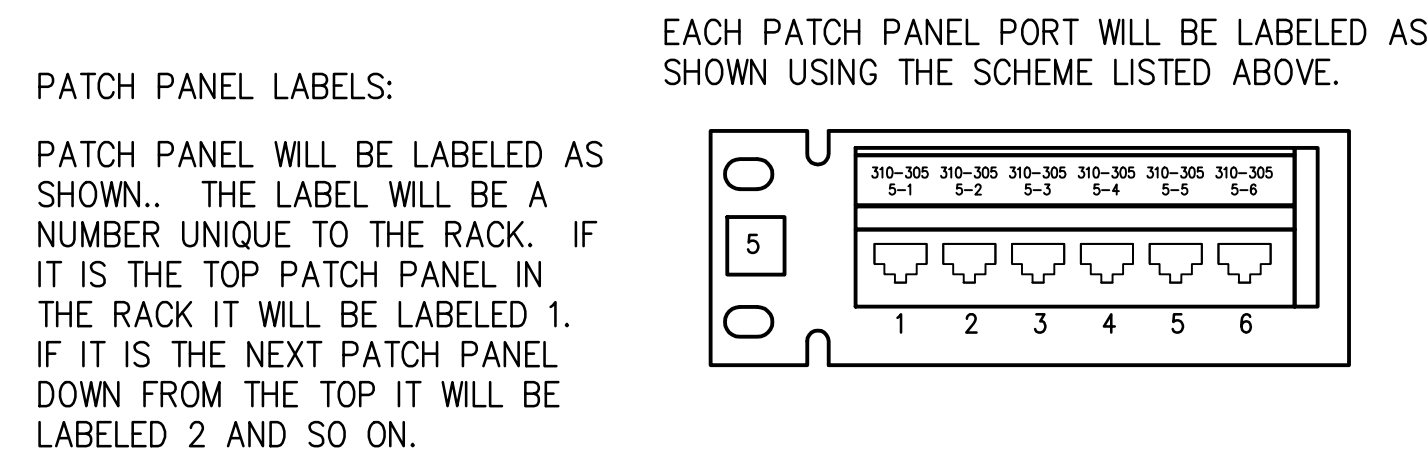 PATCH PANEL LABELS:
PATCH PANEL WILL BE LABELED AS
SHOWN..  THE LABEL WILL BE A
NUMBER UNIQUE TO THE RACK.  IF
IT IS THE TOP PATCH PANEL IN
THE RACK IT WILL BE LABELED 1.
IF IT IS THE NEXT PATCH PANEL
DOWN FROM THE TOP IT WILL BE
LABELED 2 AND SO ON.
EACH PATCH PANEL PORT WILL BE LABELED AS
SHOWN USING THE SCHEME LISTED ABOVE.
310-305 310-305 310-305 310-305 310-305 310-305
5-1 5-2 5-3 5-4 5-5 5-6
5
1 2 3 4 5 6